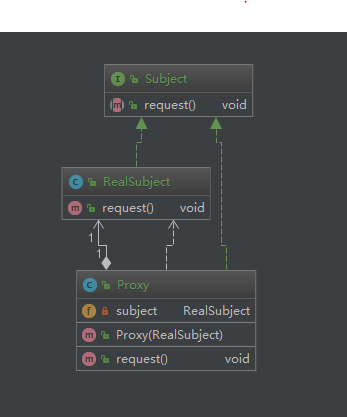 Subject
request() void
RealSubject
request() void
1
1
Proxy
subject RealSubject
Proxy(RealSubject)
request() void